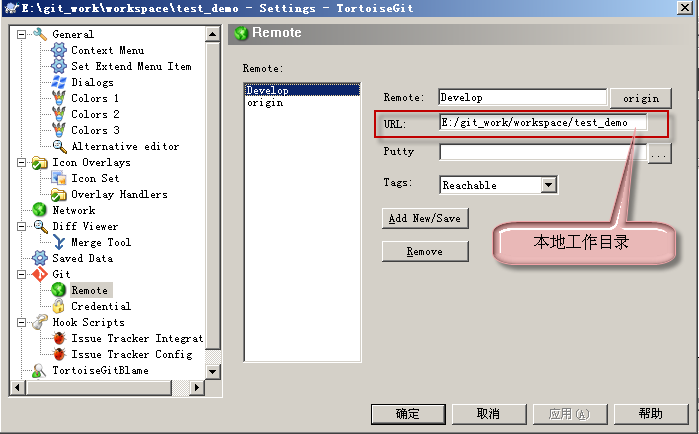 E:\git_work\workspace\test_demo - Settings - TortoiseGit
General
Context Menu
Set Extend Menu Item
Dialogs
Colors 1
Colors 2
Colors 3
Alternative editor
Icon Overlays
Icon Set
Overlay Handlers
Network
Diff Viewer
Merge Tool
Saved Data
Git
Remote
Credential
Hook Scripts
Issue Tracker Integrat
Issue Tracker Config
TortoiseGitBlame
Remote
Remote:
Develop
origin
Remote: Develop origin
URL: E:/git_work/workspace/test_demo
Putty ...
Tags: Reachable
Add New/Save
Remove
本地工作目录
确定 取消 应用(A) 帮助